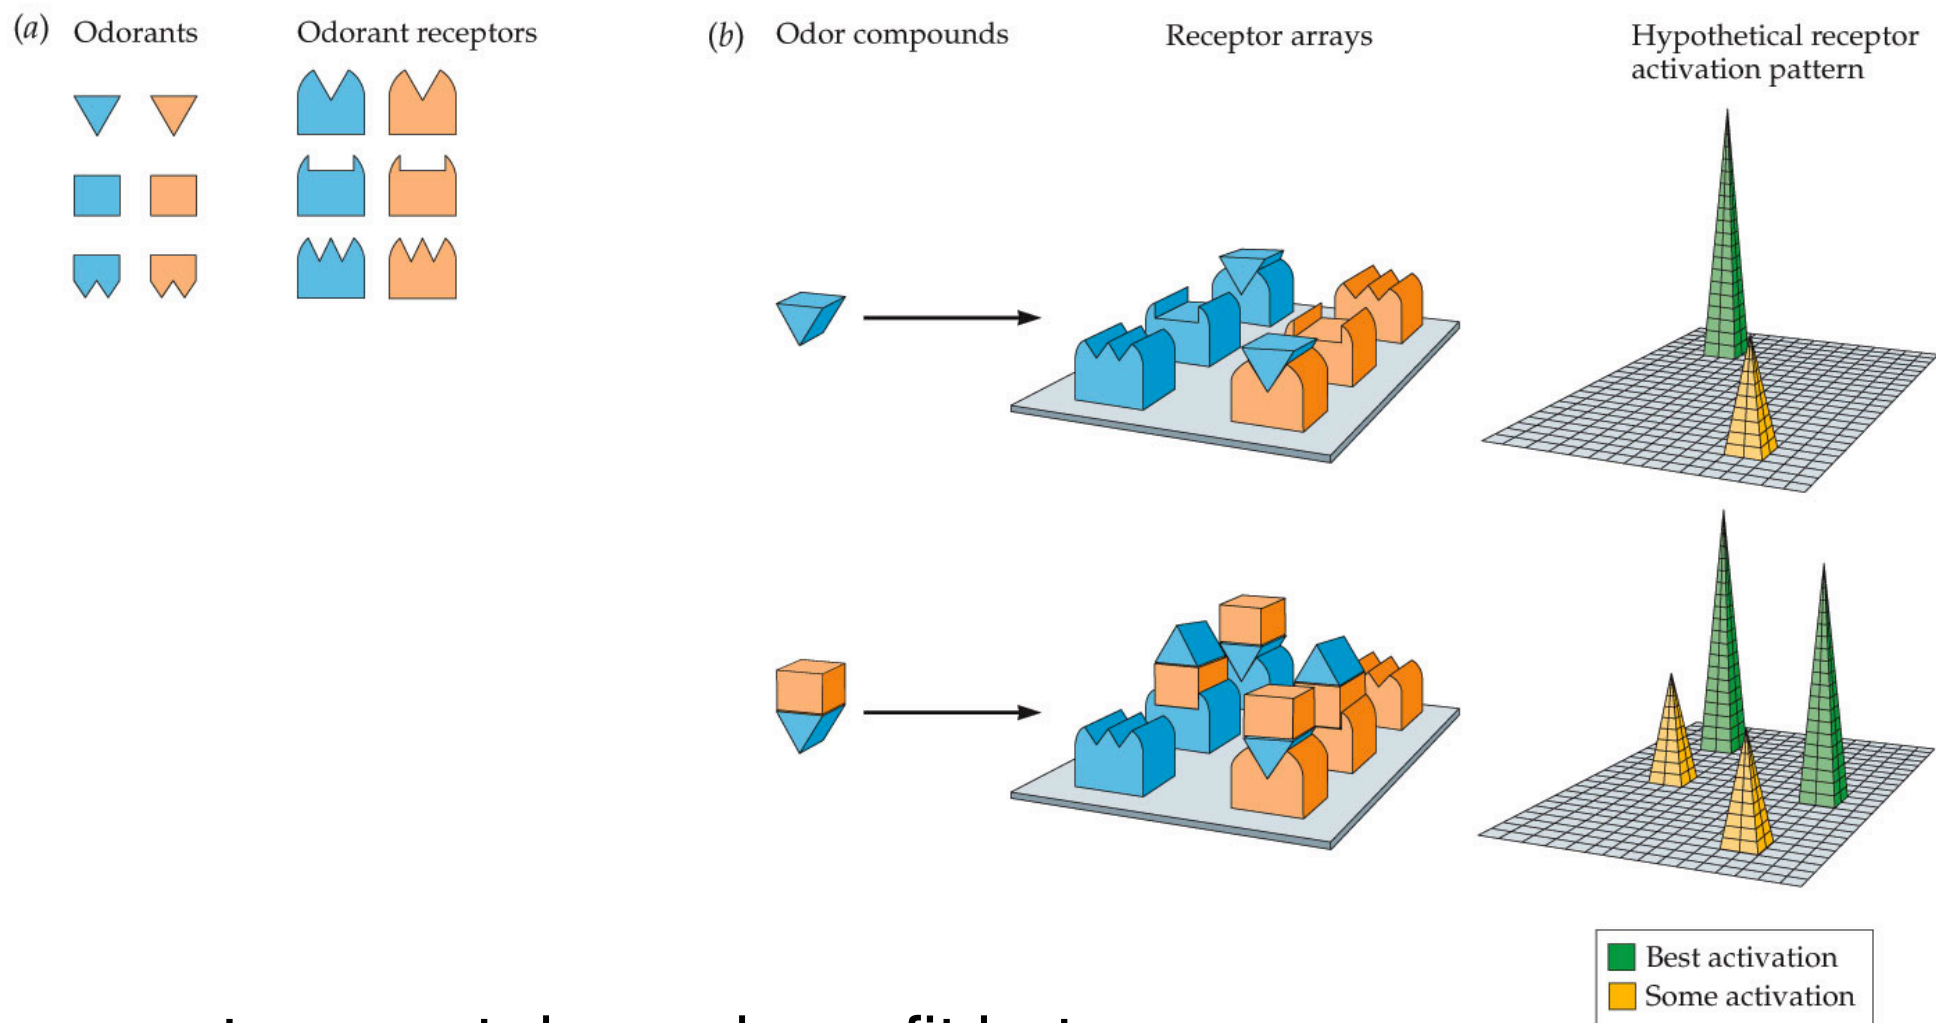 (a) Odorants
Odorant receptors
(b) Odor compounds
Receptor arrays
Hypothetical receptor
activation pattern
Best activation
Some activation